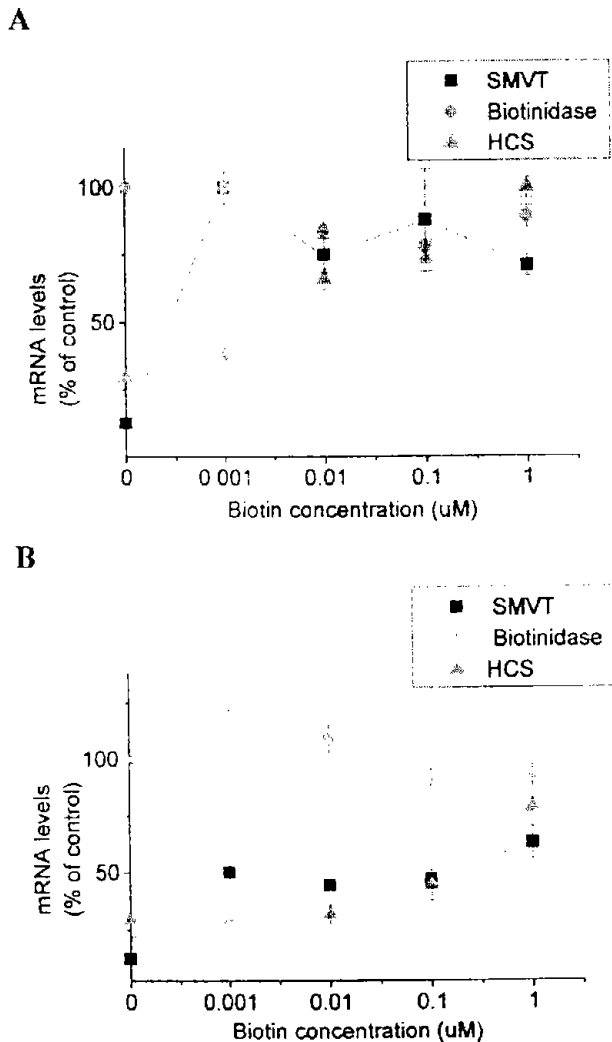 A
SMVT
Biotinidase
HCS
100
50
mRNA levels
(% of control)
0
0 001
0.01
0.1
1
Biotin concentration (uM)
B
SMVT
Biotinidase
HCS
100
50
mRNA levels
(% of control)
0
0.001
0.01
0.1
1
Biotin concentration (uM)